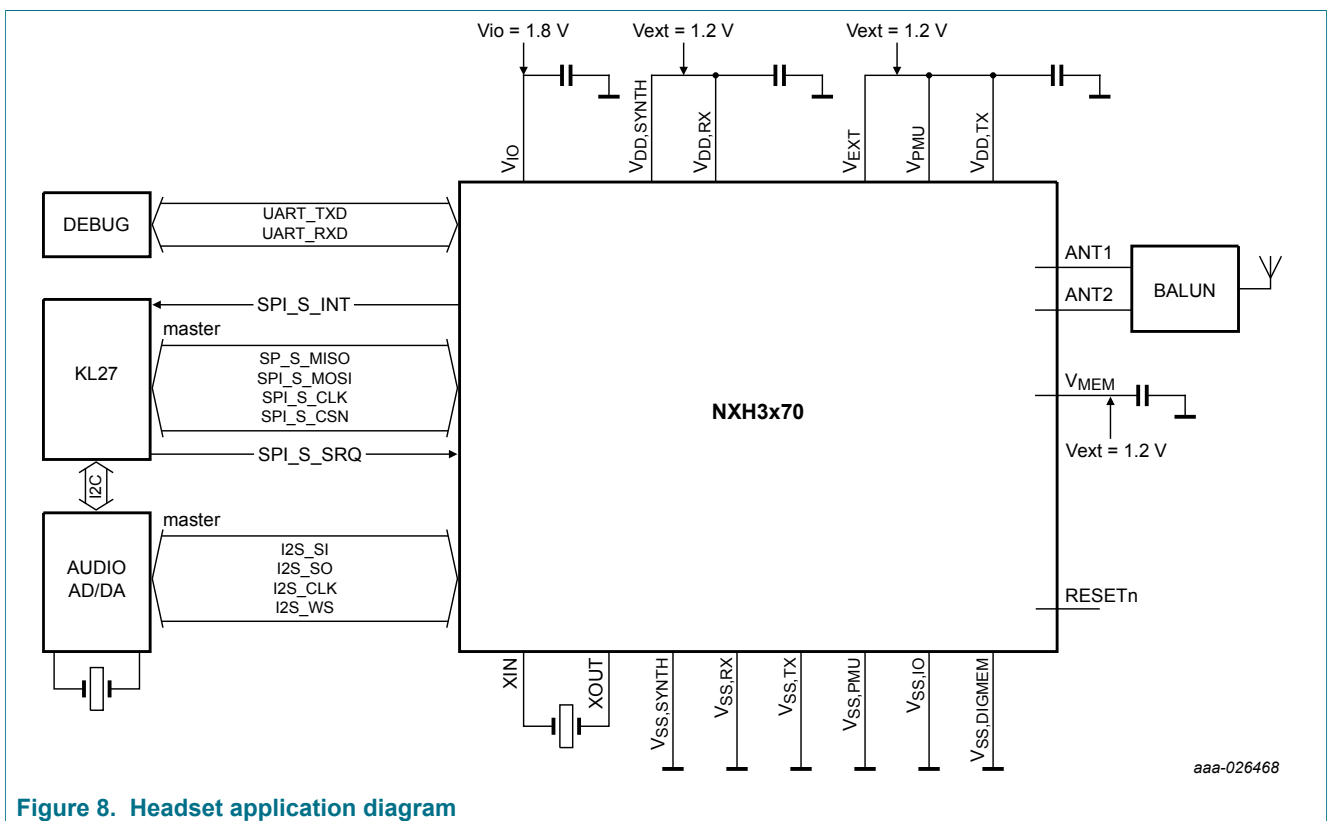 Vio = 1.8 V
Vext = 1.2 V
Vext = 1.2 V
VIO
VDD,SYNTH
VDD,RX
VEXT
VPMU
VDD,TX
DEBUG
UART_TXD
UART_RXD
ANT1
ANT2
BALUN
SPI_S_INT
master
KL27
SP_S_MISO
SPI_S_MOSI
SPI_S_CLK
SPI_S_CSN
NXH3x70
VMEM
Vext = 1.2 V
SPI_S_SRQ
I2C
master
AUDIO
AD/DA
I2S_SI
I2S_SO
I2S_CLK
I2S_WS
RESETn
XIN
XOUT
VSS,SYNTH
VSS,RX
VSS,TX
VSS,PMU
VSS,IO
VSS,DIGMEM
aaa-026468
Figure 8. Headset application diagram